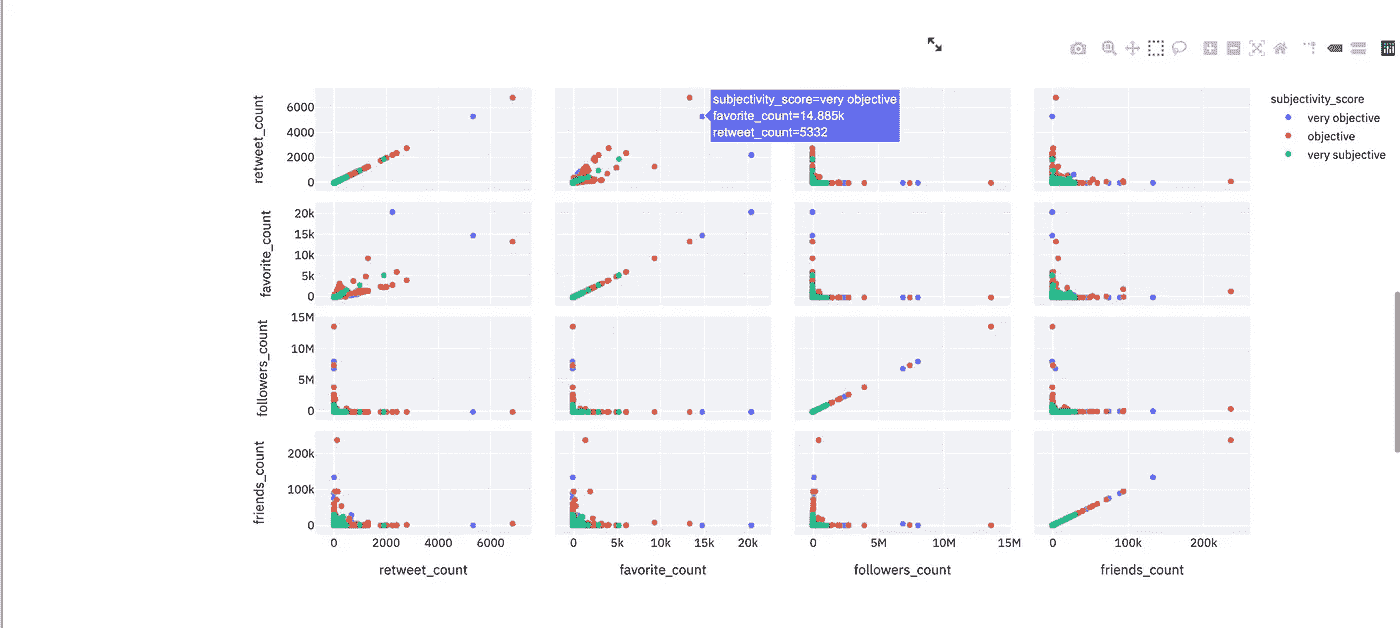 subjectivity_score=very objective
favorite_count=14.885k
retweet_count=5332
subjectivity_score
very objective
objective
very subjective
retweet_count
6000
4000
2000
0
favorite_count
20k
15k
10k
5k
0
followers_count
15M
10M
5M
0
friends_count
200k
100k
0
0 2000 4000 6000
0 5k 10k 15k 20k
0 5M 10M 15M
0 100k 200k
retweet_count
favorite_count
followers_count
friends_count